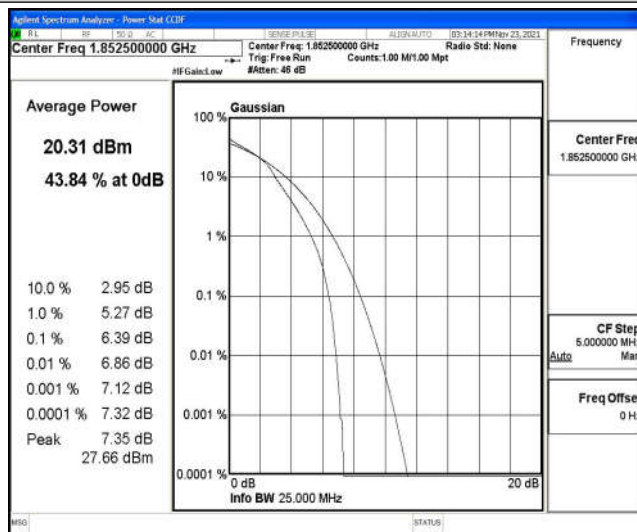 Agilent Spectrum Analyzer - Power Stat CCDF
RL RF 50 Ω AC SENSE:PULSE ALIGN AUTO 03:14:14 PM Nov 23, 2021
Center Freq 1.852500000 GHz
Center Freq: 1.852500000 GHz Radio Std: None
Trig: Free Run Counts:1.00 M/1.00 Mpt
#IFGain:Low #Atten: 46 dB
Frequency
Average Power
20.31 dBm
43.84 % at 0dB
10.0 % 2.95 dB
1.0 % 5.27 dB
0.1 % 6.39 dB
0.01 % 6.86 dB
0.001 % 7.12 dB
0.0001 % 7.32 dB
Peak 7.35 dB
27.66 dBm
Gaussian
100 %
10 %
1 %
0.1 %
0.01 %
0.001 %
0.0001 %
0 dB 20 dB
Info BW 25.000 MHz
Center Freq
1.852500000 GHz
CF Step
5.000000 MHz
Auto Man
Freq Offset
0 Hz
MSG STATUS